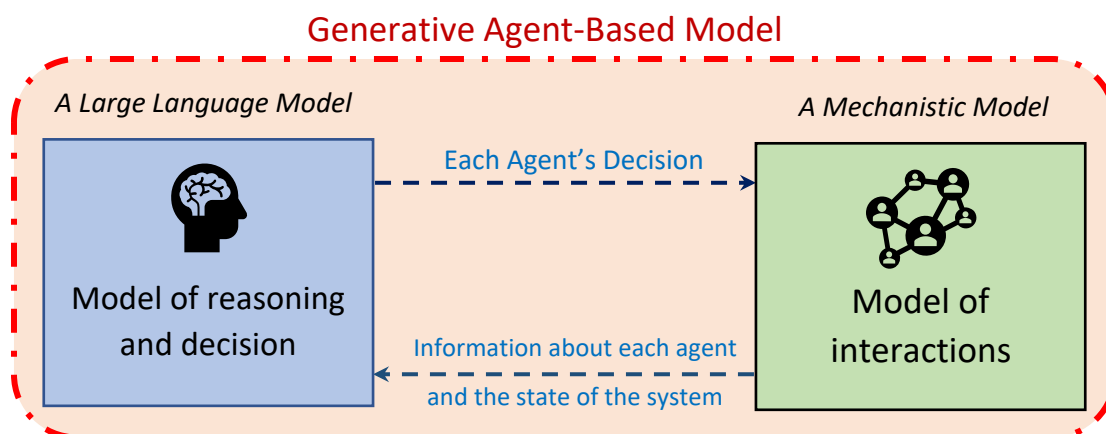 Generative Agent-Based Model
A Large Language Model
A Mechanistic Model
Each Agent's Decision
Model of reasoning
and decision
Model of
interactions
Information about each agent
and the state of the system